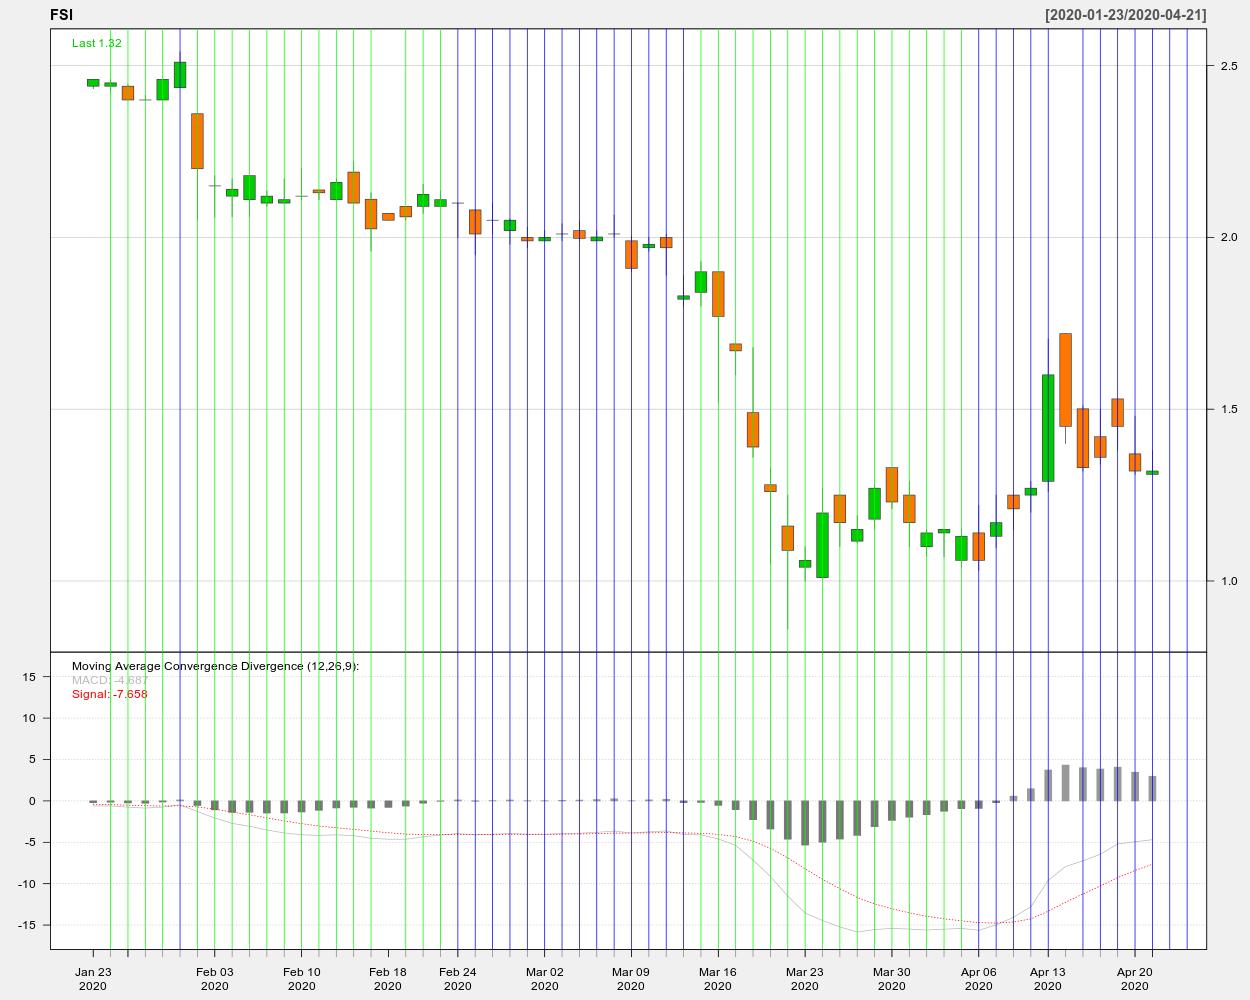 FSI [2020-01-23/2020-04-21]
Last 1.32
2.5
2.0
1.5
1.0
Moving Average Convergence Divergence (12,26,9):
MACD: -4.687
Signal: -7.658
15
10
5
0
-5
-10
-15
Jan 23 Feb 03 Feb 10 Feb 18 Feb 24 Mar 02 Mar 09 Mar 16 Mar 23 Mar 30 Apr 06 Apr 13 Apr 20
2020 2020 2020 2020 2020 2020 2020 2020 2020 2020 2020 2020 2020